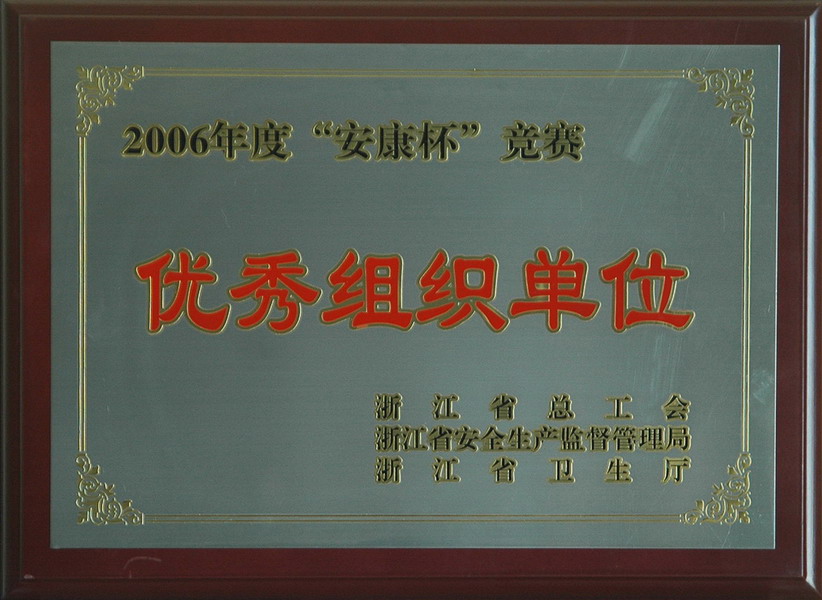 2006年度“安康杯”竞赛
优秀组织单位
浙江省总工会
浙江省安全生产监督管理局
浙江省卫生厅